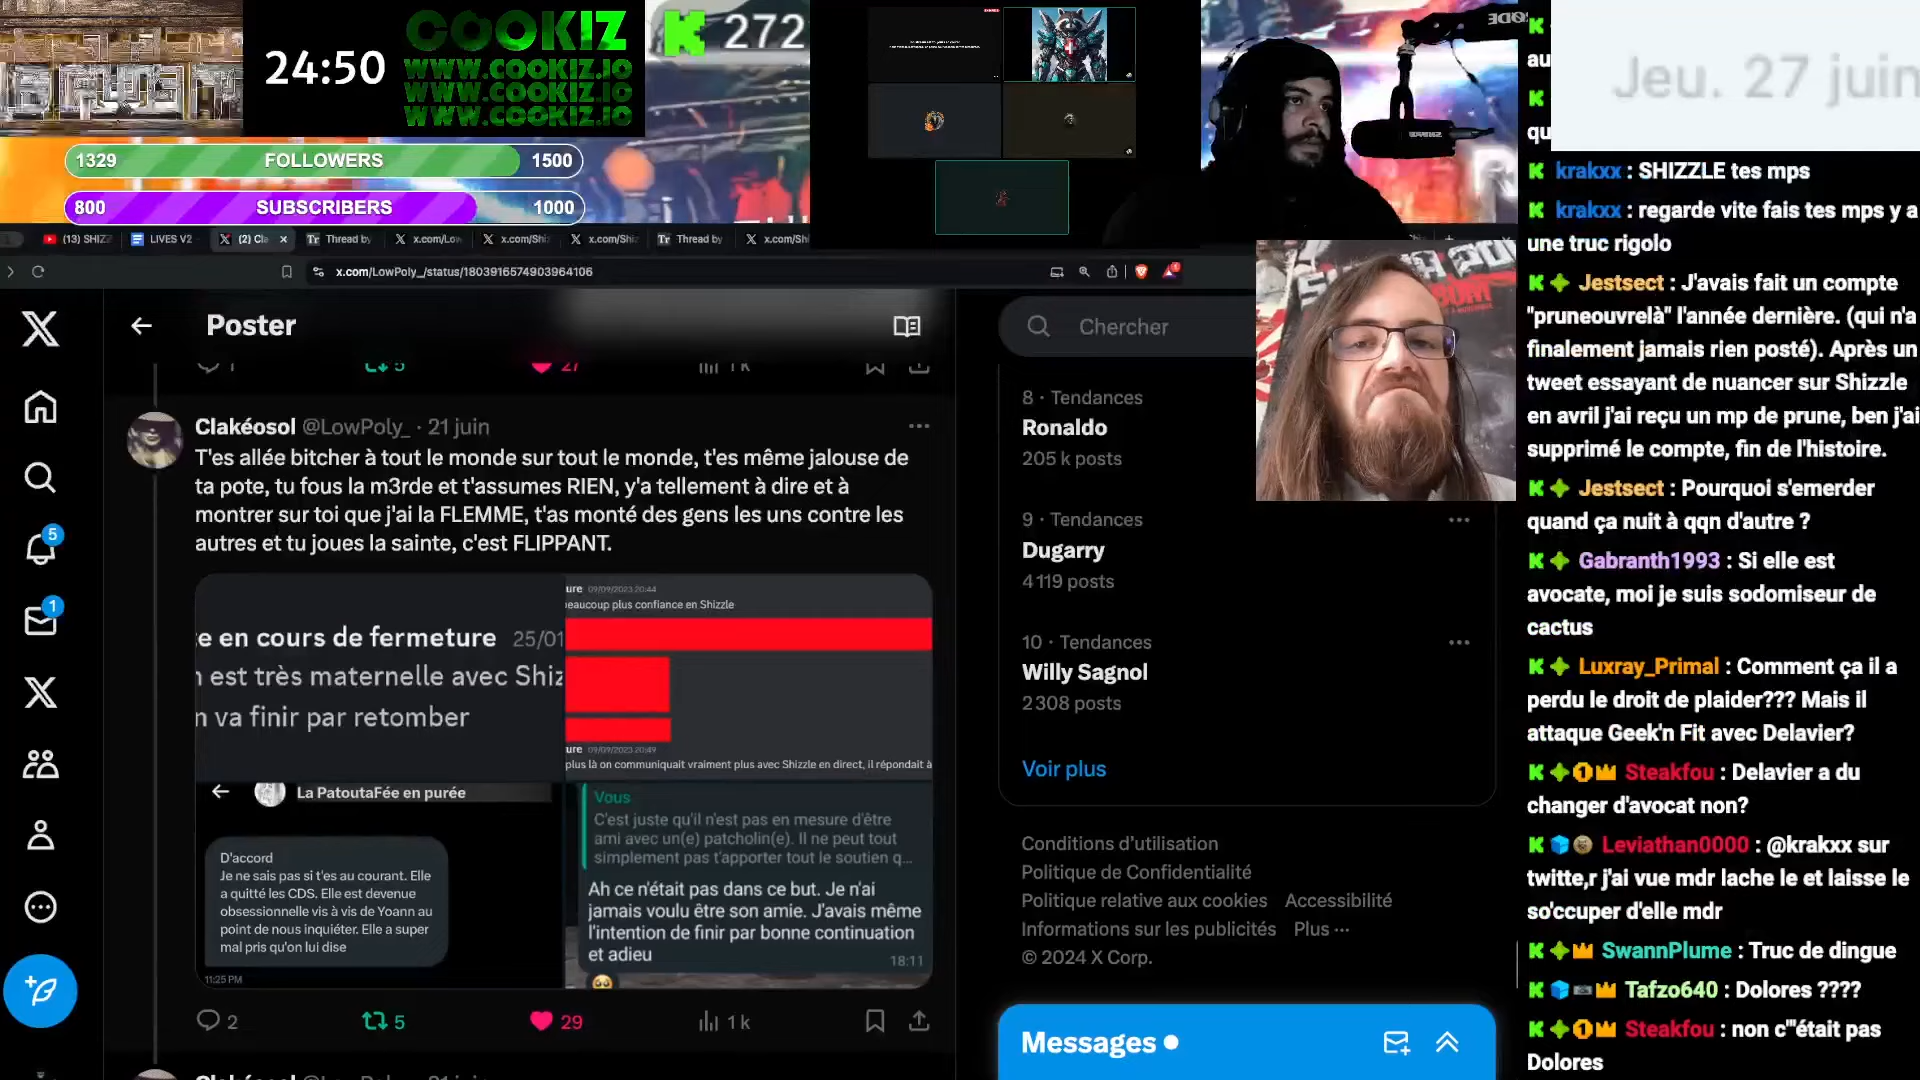 24:50
COOKIZ
WWW.COOKIZ.IO
WWW.COOKIZ.IO
WWW.COOKIZ.IO
272
1329 FOLLOWERS 1500
800 SUBSCRIBERS 1000
Jeu. 27 juin
(13) SHIZZ
LIVES V2
(2) Cla
Thread by
x.com/Low
x.com/Shiz
x.com/Shiz
Thread by
x.com/Shi
x.com/LowPoly_/status/1803916574903964106
Poster
1 5 27 1 k
Clakéosol @LowPoly_ · 21 juin
T'es allée bitcher à tout le monde sur tout le monde, t'es même jalouse de
ta pote, tu fous la m3rde et t'assumes RIEN, y'a tellement à dire et à
montrer sur toi que j'ai la FLEMME, t'as monté des gens les uns contre les
autres et tu joues la sainte, c'est FLIPPANT.
e en cours de fermeture 25/01
est très maternelle avec Shiz
n va finir par retomber
ure 09/09/2023 20:44
beaucoup plus confiance en Shizzle
ure 09/09/2023 20:49
plus là on communiquait vraiment plus avec Shizzle en direct, il répondait à
La PatoutaFée en purée
D'accord
Je ne sais pas si t'es au courant. Elle
a quitté les CDS. Elle est devenue
obsessionnelle vis à vis de Yoann au
point de nous inquiéter. Elle a super
mal pris qu'on lui dise
11:25 PM
Vous
C'est juste qu'il n'est pas en mesure d'être
ami avec un(e) patcholin(e). Il ne peut tout
simplement pas t'apporter tout le soutien q...
Ah ce n'était pas dans ce but. Je n'ai
jamais voulu être son amie. J'avais même
l'intention de finir par bonne continuation
et adieu
18:11
2 5 29 1 k
5
1
Chercher
8 · Tendances
Ronaldo
205 k posts
9 · Tendances
Dugarry
4 119 posts
10 · Tendances
Willy Sagnol
2 308 posts
Voir plus
Conditions d'utilisation
Politique de Confidentialité
Politique relative aux cookies Accessibilité
Informations sur les publicités Plus ···
© 2024 X Corp.
Messages
au
qu
krakxx : SHIZZLE tes mps
krakxx : regarde vite fais tes mps y a
une truc rigolo
Jestsect : J'avais fait un compte
"pruneouvrelà" l'année dernière. (qui n'a
finalement jamais rien posté). Après un
tweet essayant de nuancer sur Shizzle
en avril j'ai reçu un mp de prune, ben j'ai
supprimé le compte, fin de l'histoire.
Jestsect : Pourquoi s'emerder
quand ça nuit à qqn d'autre ?
Gabranth1993 : Si elle est
avocate, moi je suis sodomiseur de
cactus
Luxray_Primal : Comment ça il a
perdu le droit de plaider??? Mais il
attaque Geek'n Fit avec Delavier?
Steakfou : Delavier a du
changer d'avocat non?
Leviathan0000 : @krakxx sur
twitte,r j'ai vue mdr lache le et laisse le
so'ccuper d'elle mdr
SwannPlume : Truc de dingue
Tafzo640 : Dolores ????
Steakfou : non c'"était pas
Dolores